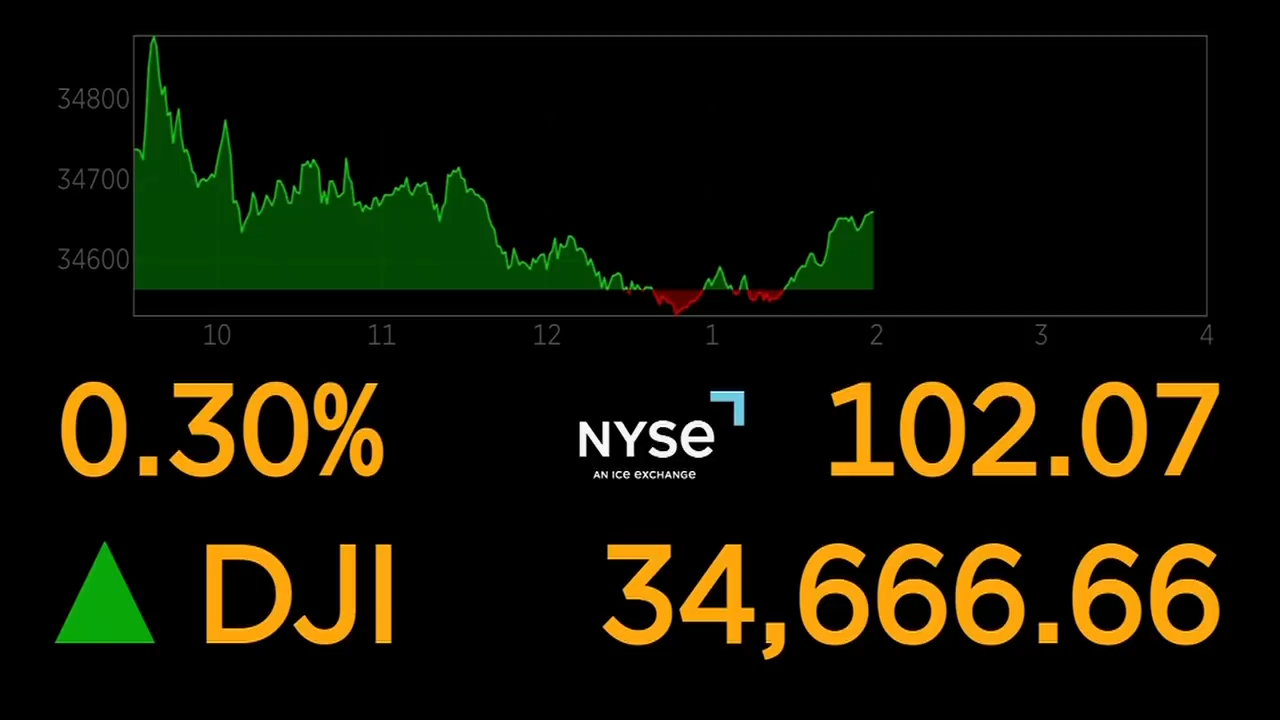 34800
34700
34600
10 11 12 1 2 3 4
0.30% NYSE 102.07
AN ICE EXCHANGE
DJI 34,666.66